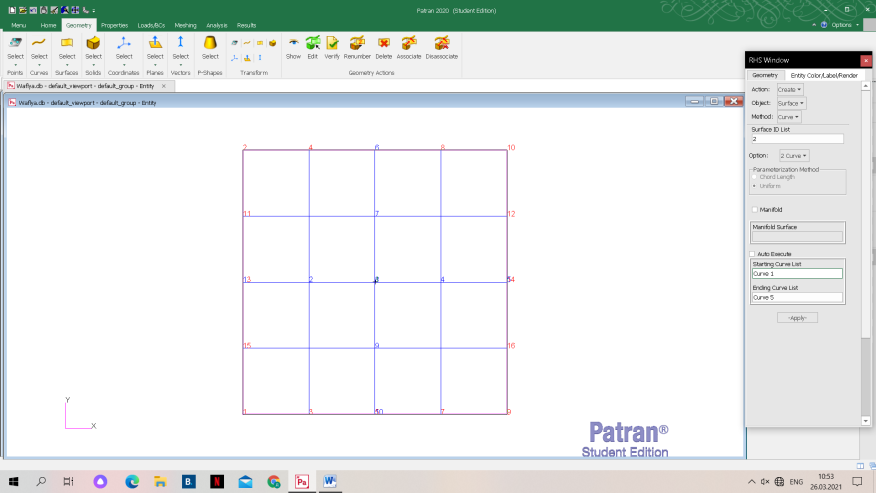 Patran 2020 (Student Edition)
Menu Home Geometry Properties Loads/BCs Meshing Analysis Results
Options
Select Select Select Select Select Select Select Select Show Edit Verify Renumber Delete Associate Disassociate
Points Curves Surfaces Solids Coordinates Planes Vectors P-Shapes Transform Geometry Actions
Waflya.db - default_viewport - default_group - Entity
Waflya.db - default_viewport - default_group - Entity
2 4 6 8 10
11 7 12
13 2 4 14
15 9 16
1 3 10 7 9
Y
X
Patran®
Student Edition
RHS Window
Geometry Entity Color/Label/Render
Action: Create
Object: Surface
Method: Curve
Surface ID List
2
Option: 2 Curve
Parameterization Method
Chord Length
Uniform
Manifold
Manifold Surface
Auto Execute
Starting Curve List
Curve 1
Ending Curve List
Curve 5
-Apply-
B. N Pa W
ENG
10:53
26.03.2021